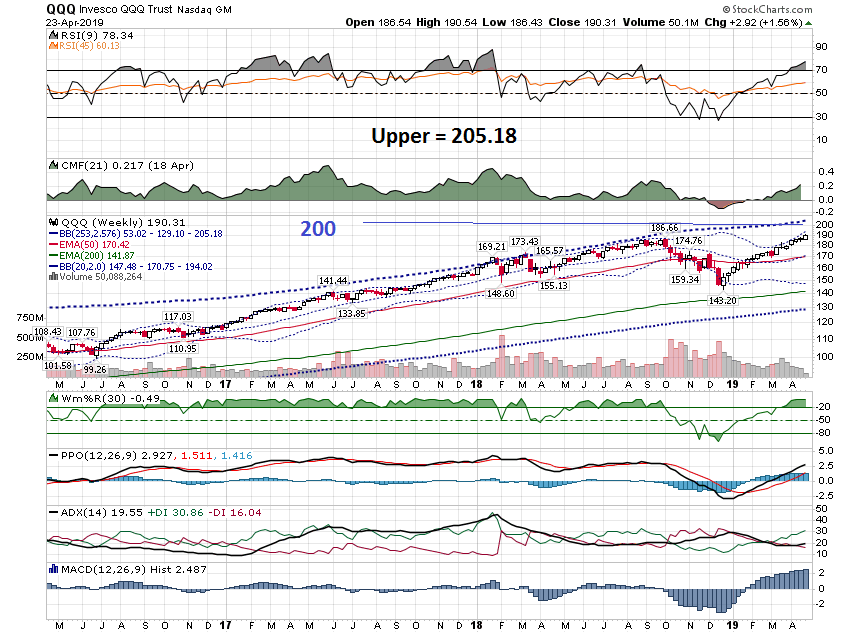 QQQ Invesco QQQ Trust Nasdaq GM © StockCharts.com
23-Apr-2019 Open 186.54 High 190.54 Low 186.43 Close 190.31 Volume 50.1M Chg +2.92 (+1.56%)
RSI(9) 78.34
RSI(45) 60.13
90
70
50
30
10
Upper = 205.18
CMF(21) 0.217 (18 Apr)
0.4
0.2
0.0
-0.2
QQQ (Weekly) 190.31
BB(253,2.576) 53.02 - 129.10 - 205.18
EMA(50) 170.42
EMA(200) 141.87
BB(20,2.0) 147.48 - 170.75 - 194.02
Volume 50,088,264
200
200
190
180
170
160
150
140
130
120
110
100
750M
500M
250M
108.43
107.76
101.58
99.26
117.03
110.95
141.44
133.85
169.21
148.60
173.43
165.57
155.13
186.66
174.76
159.34
143.20
M J J A S O N D 17 F M A M J J A S O N D 18 F M A M J J A S O N D 19 F M A
Wm%R(30) -0.49
-20
-50
-80
PPO(12,26,9) 2.927, 1.511, 1.416
5.0
2.5
0.0
-2.5
ADX(14) 19.55 +DI 30.86 -DI 16.04
50
40
30
20
10
MACD(12,26,9) Hist 2.487
2
0
-2
M J J A S O N D 17 F M A M J J A S O N D 18 F M A M J J A S O N D 19 F M A